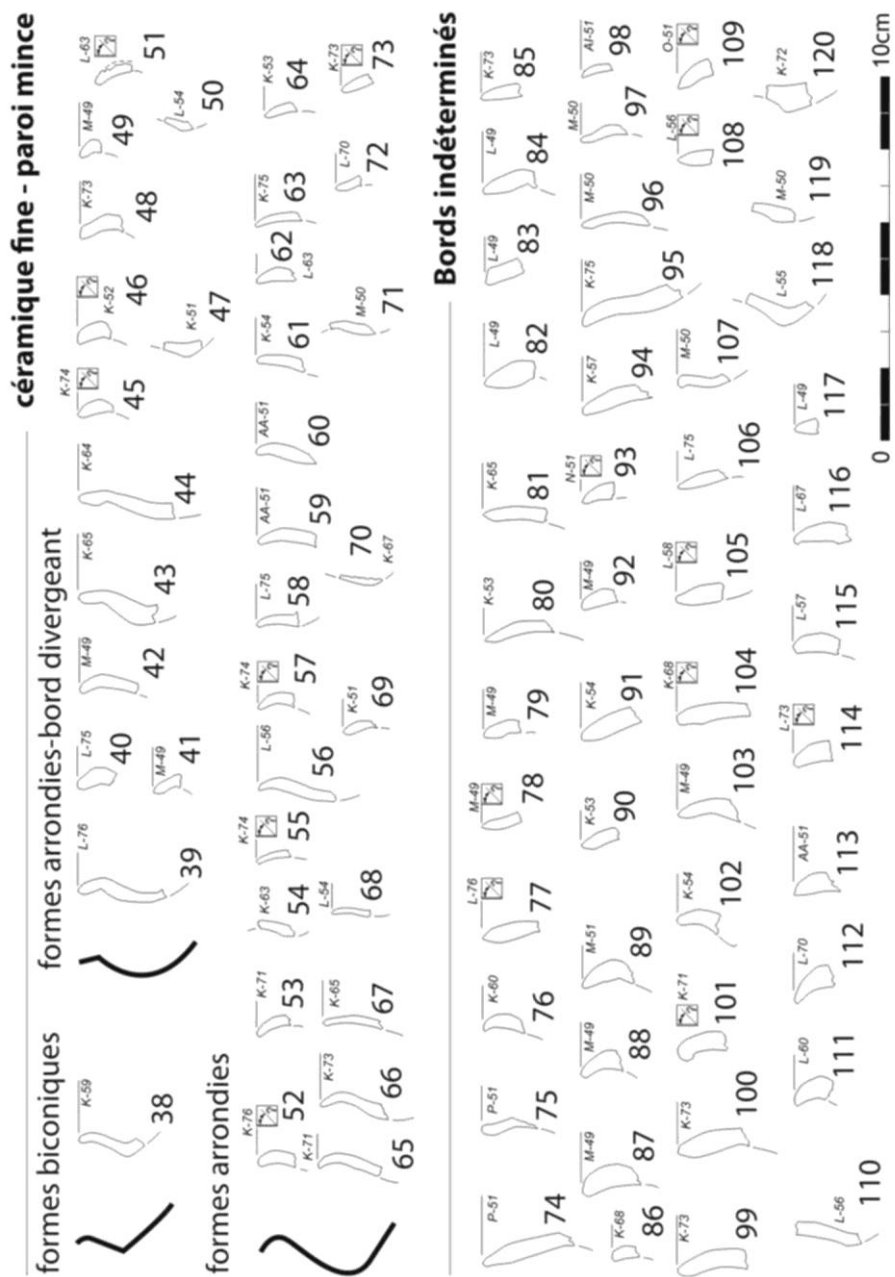 céramique fine - paroi mince
formes biconiques
formes arrondies-bord divergeant
K-59
38
L-76
39
L-75
40
M-49
41
M-49
42
K-65
43
K-64
44
K-74
45
K-52
46
K-51
47
K-73
48
M-49
49
L-54
50
L-63
51
formes arrondies
K-76
52
K-71
53
K-63
54
K-74
55
L-56
56
K-74
57
L-75
58
AA-51
59
AA-51
60
K-54
61
L-63
62
K-75
63
K-53
64
K-71
65
K-73
66
K-65
67
L-54
68
K-51
69
K-67
70
M-50
71
L-70
72
K-73
73
Bords indéterminés
P-51
74
P-51
75
K-60
76
L-76
77
M-49
78
M-49
79
K-53
80
K-65
81
L-49
82
L-49
83
L-49
84
K-73
85
K-68
86
M-49
87
M-49
88
M-51
89
K-53
90
K-54
91
M-49
92
N-51
93
K-57
94
K-75
95
M-50
96
M-50
97
AI-51
98
K-73
99
K-73
100
K-71
101
K-54
102
M-49
103
K-68
104
L-58
105
L-75
106
M-50
107
L-56
108
O-51
109
L-56
110
L-60
111
L-70
112
AA-51
113
L-73
114
L-57
115
L-67
116
L-49
117
L-55
118
M-50
119
K-72
120
0
10cm